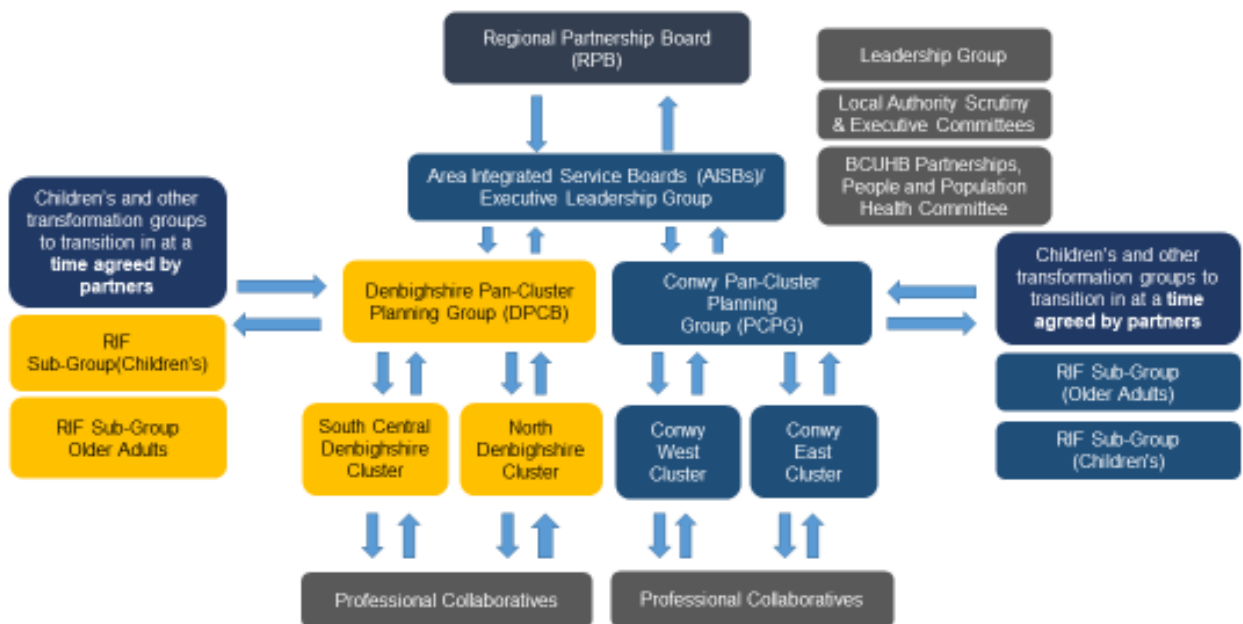 Regional Partnership Board
(RPB)
Leadership Group
Local Authority Scrutiny
& Executive Committees
BCUHB Partnerships,
People and Population
Health Committee
Area Integrated Service Boards (AISBs)/
Executive Leadership Group
Children's and other
transformation groups
to transition in at a
time agreed by
partners
RIF
Sub-Group(Children's)
RIF Sub-Group
Older Adults
Denbighshire Pan-Cluster
Planning Group (DPCB)
Conwy Pan-Cluster
Planning
Group (PCPG)
Children's and other
transformation groups to
transition in at a time
agreed by partners
RIF Sub-Group
(Older Adults)
RIF Sub-Group
(Children's)
South Central
Denbighshire
Cluster
North
Denbighshire
Cluster
Conwy
West
Cluster
Conwy
East
Cluster
Professional Collaboratives
Professional Collaboratives